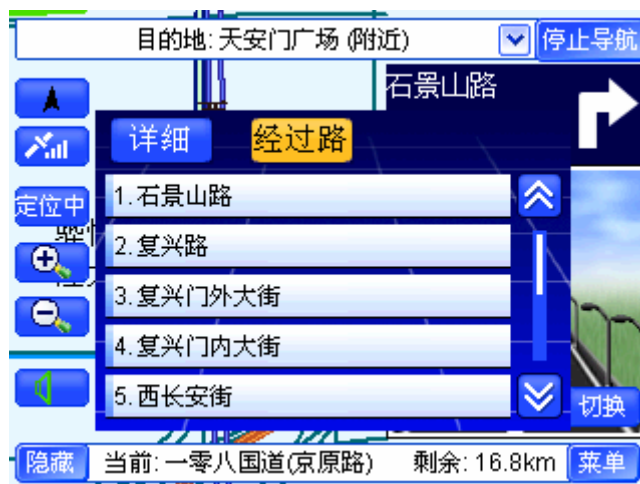 目的地: 天安门广场 (附近)
停止导航
石景山路
详细
经过路
定位中
1.石景山路
2.复兴路
3.复兴门外大街
4.复兴门内大街
5.西长安街
切换
隐藏
当前: 一零八国道(京原路)
剩余: 16.8km
菜单